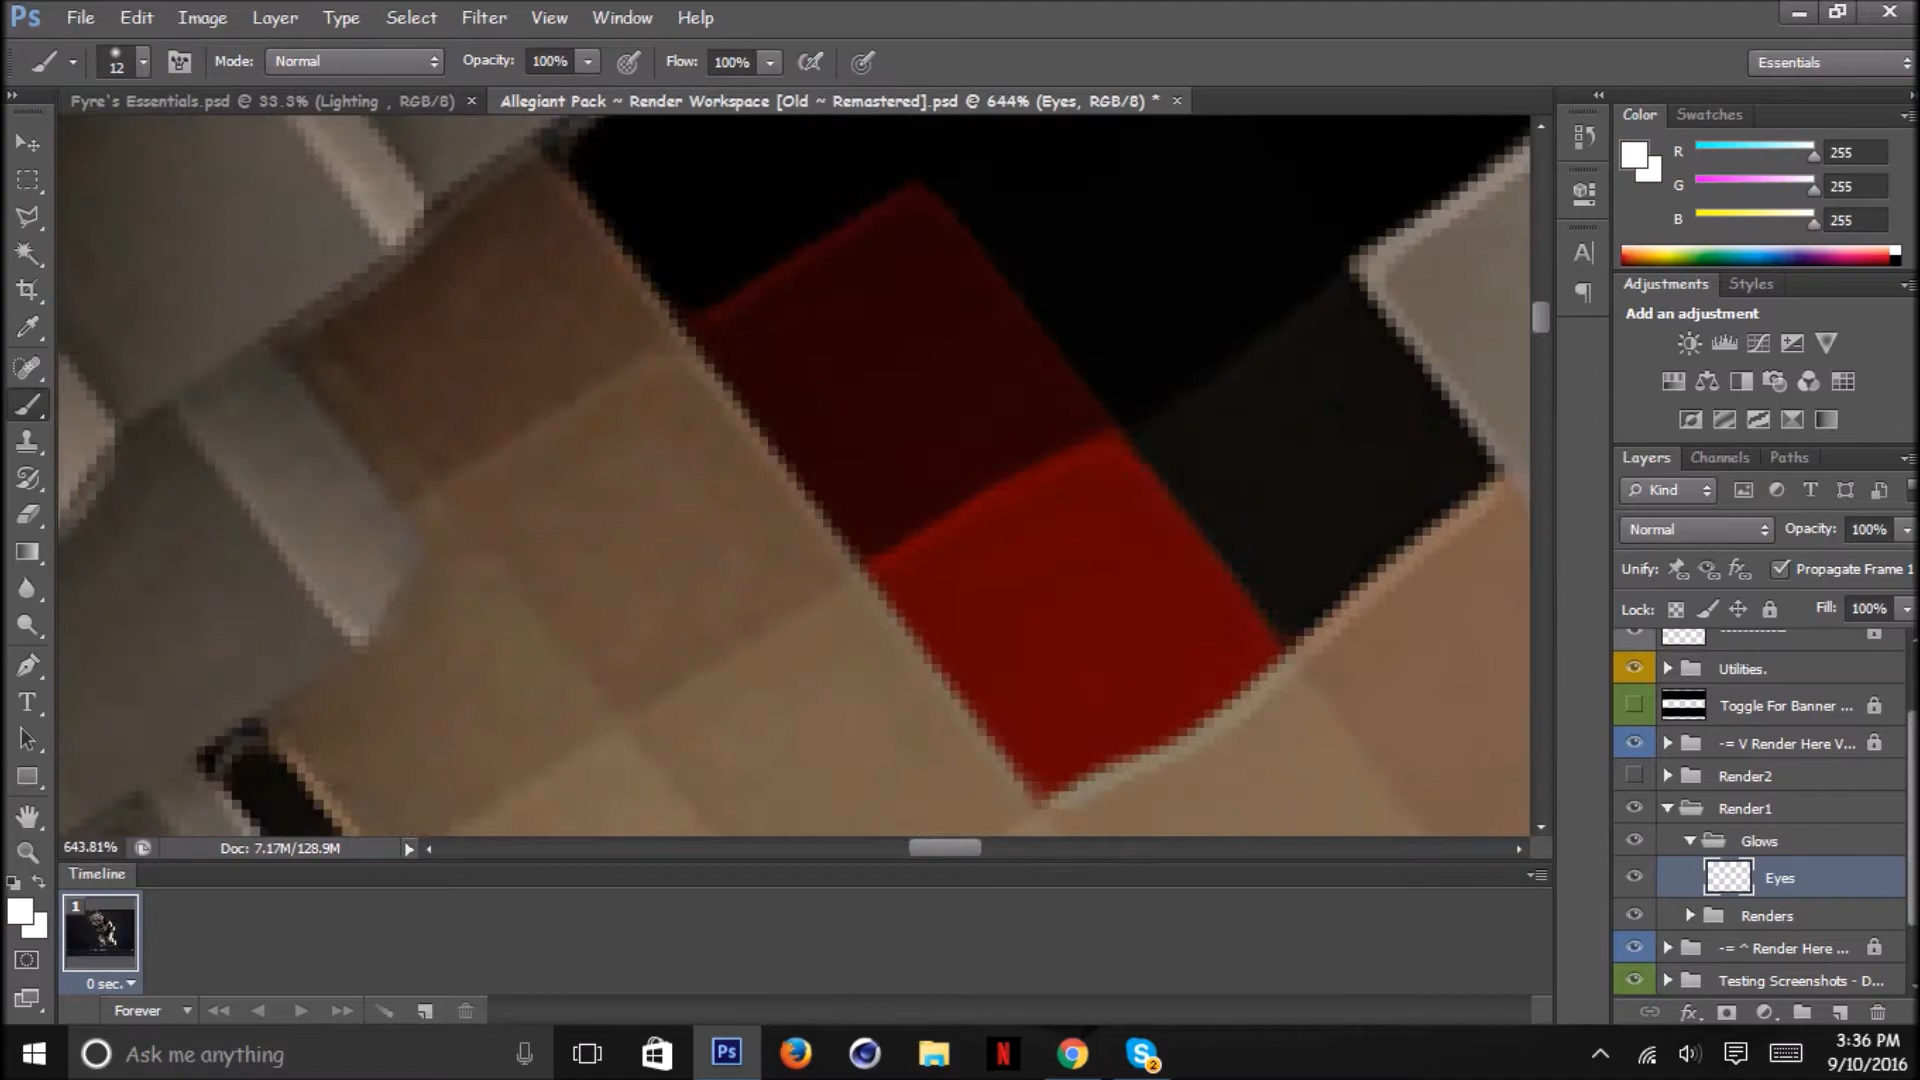 Ps File Edit Image Layer Type Select Filter View Window Help
12 Mode: Normal Opacity: 100% Flow: 100% Essentials
Fyre's Essentials.psd @ 33.3% (Lighting , RGB/8) × Allegiant Pack ~ Render Workspace [Old ~ Remastered].psd @ 644% (Eyes, RGB/8) * ×
Color Swatches
R 255
G 255
B 255
Adjustments Styles
Add an adjustment
Layers Channels Paths
Kind
Normal Opacity: 100%
Unify: Propagate Frame 1
Lock: Fill: 100%
Utilities.
Toggle For Banner ...
-= V Render Here V...
Render2
Render1
Glows
Eyes
Renders
-= ^ Render Here ...
Testing Screenshots - D...
643.81% Doc: 7.17M/128.9M
Timeline
1
0 sec.
Forever
Ask me anything
Ps
N
S 2
3:36 PM
9/10/2016